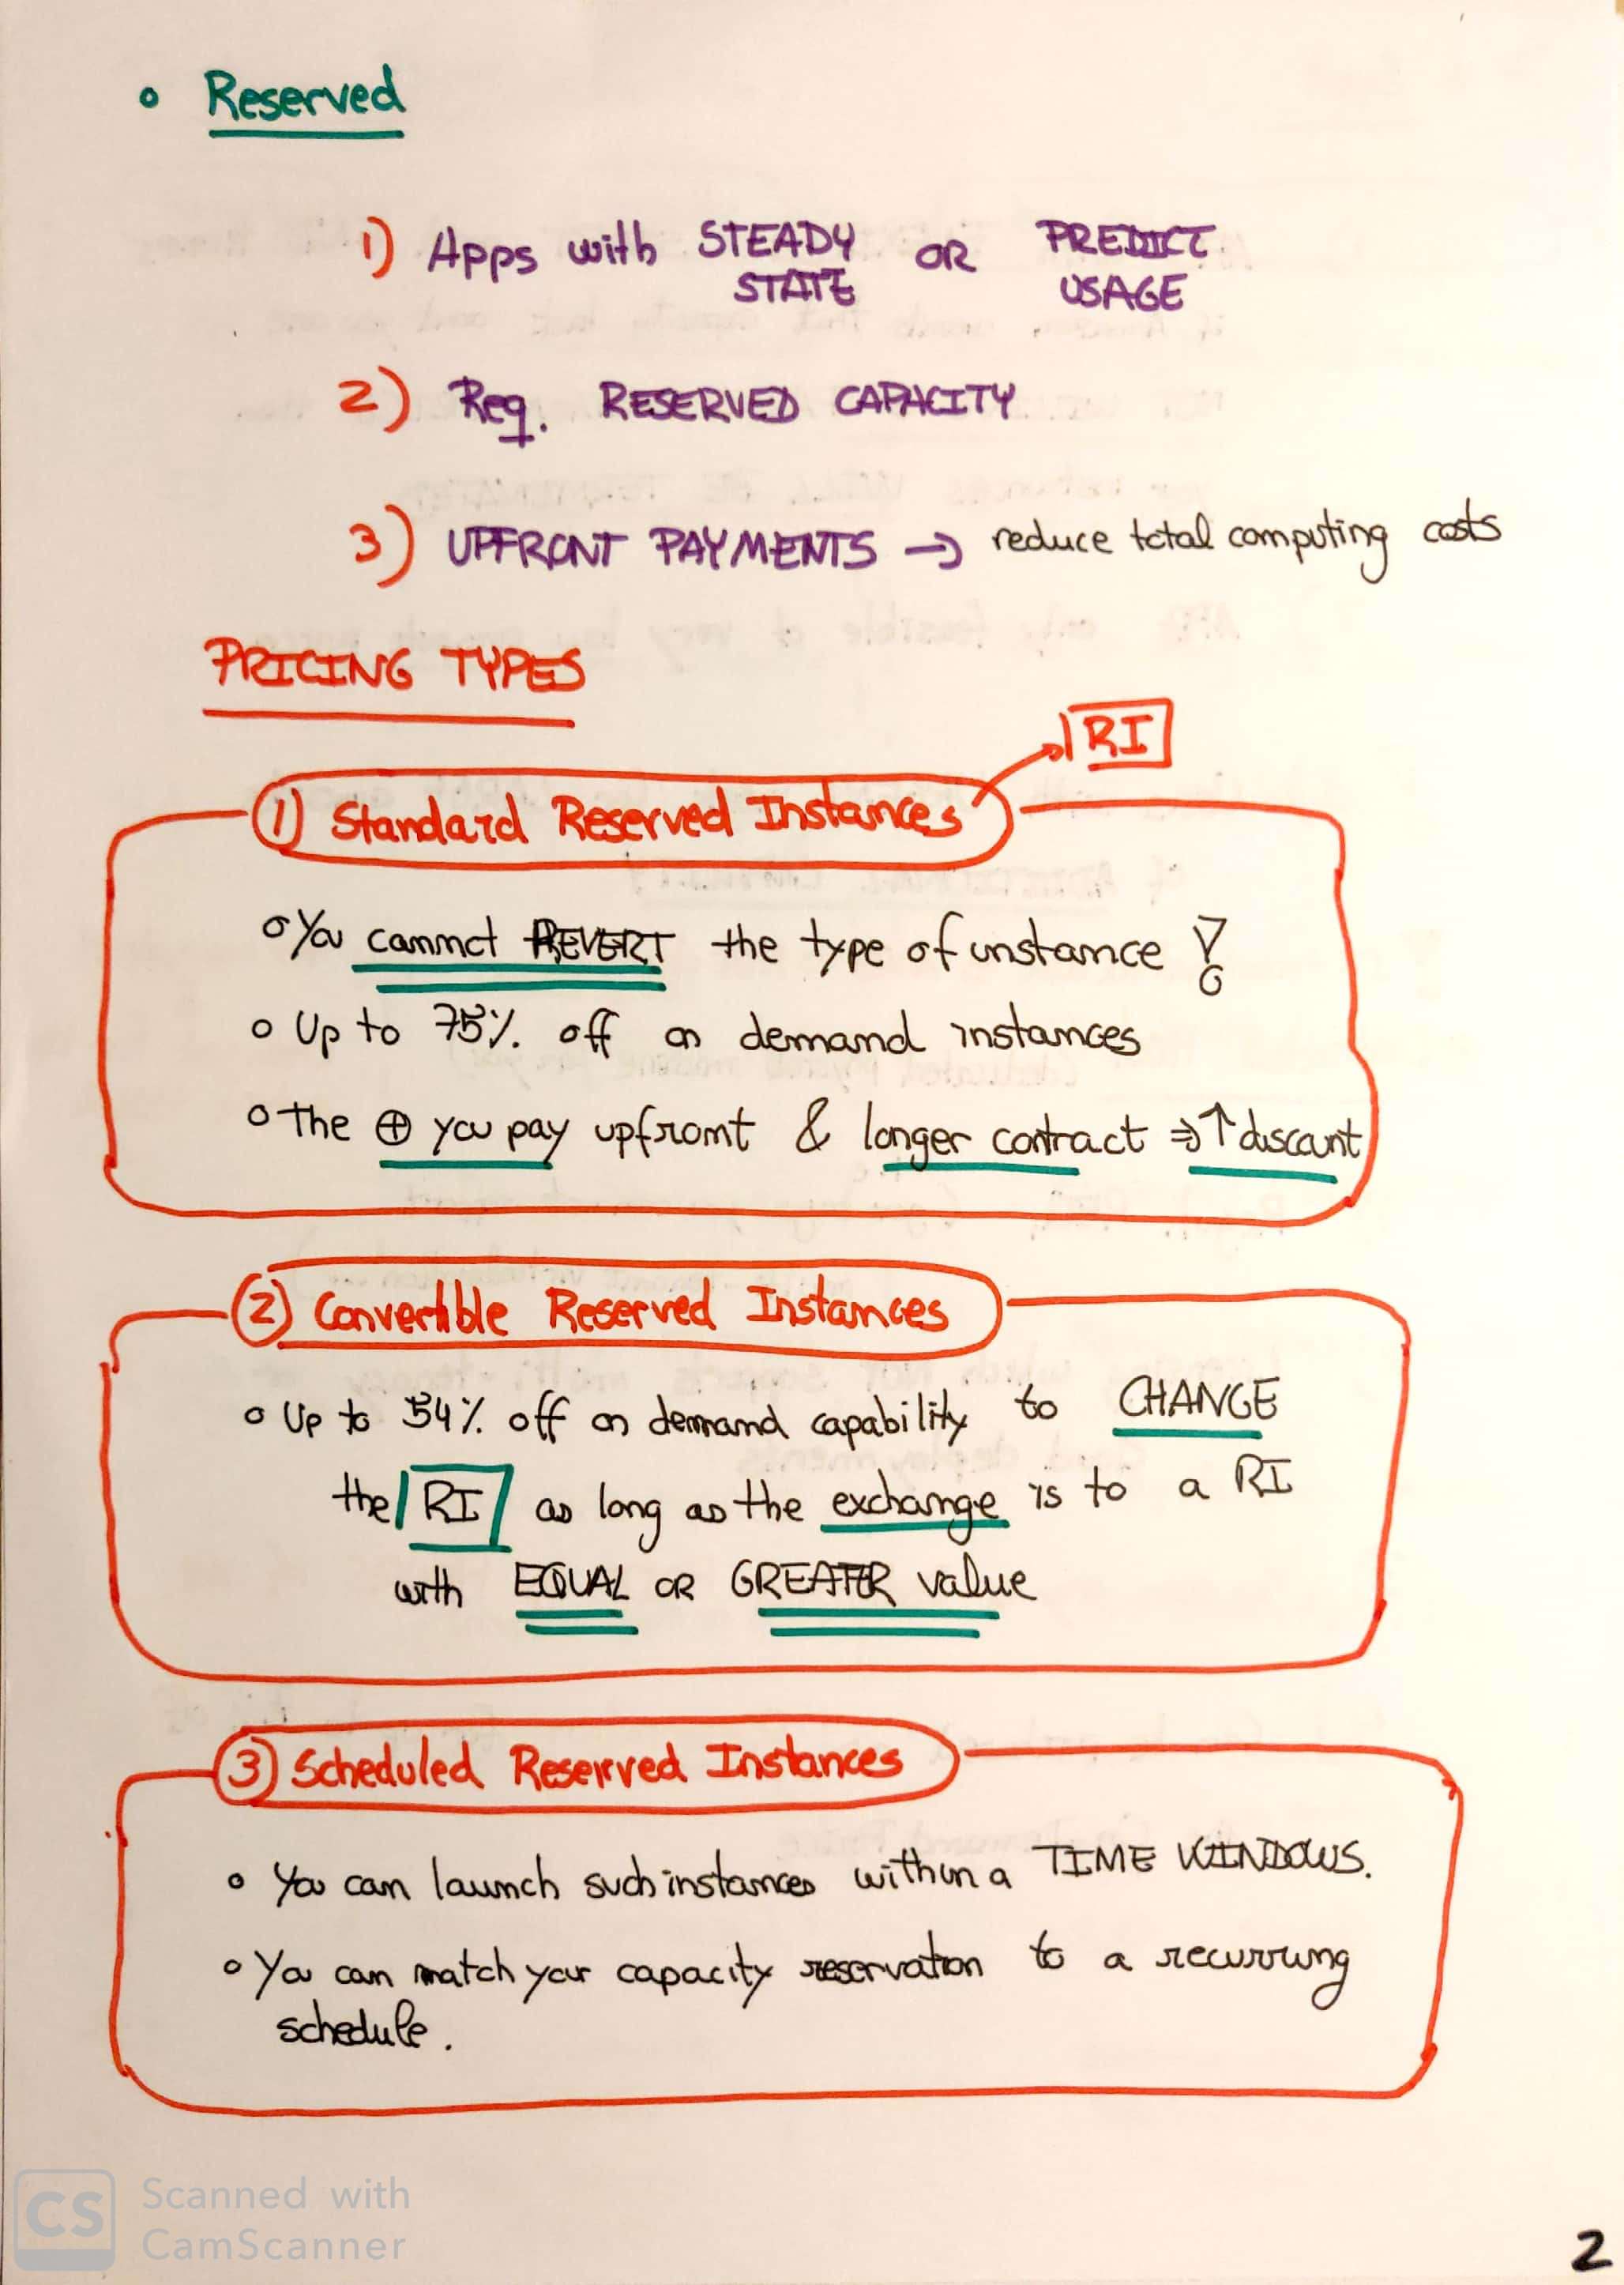 • Reserved
1) Apps with STEADY STATE OR PREDICT USAGE
2) Req. RESERVED CAPACITY
3) UPFRONT PAYMENTS → reduce total computing costs
PRICING TYPES
RI
1) Standard Reserved Instances
o You cannot REVERT the type of instance !
o Up to 75% off on demand instances
o The ⊕ you pay upfront & longer contract ⇒ ↑ discount
2) Convertible Reserved Instances
o Up to 54% off on demand capability to CHANGE
the RI as long as the exchange is to a RI
with EQUAL OR GREATER value
3) Scheduled Reserved Instances
o You can launch such instances within a TIME WINDOWS.
o You can match your capacity reservation to a recurring
schedule.
CS Scanned with
CamScanner
2